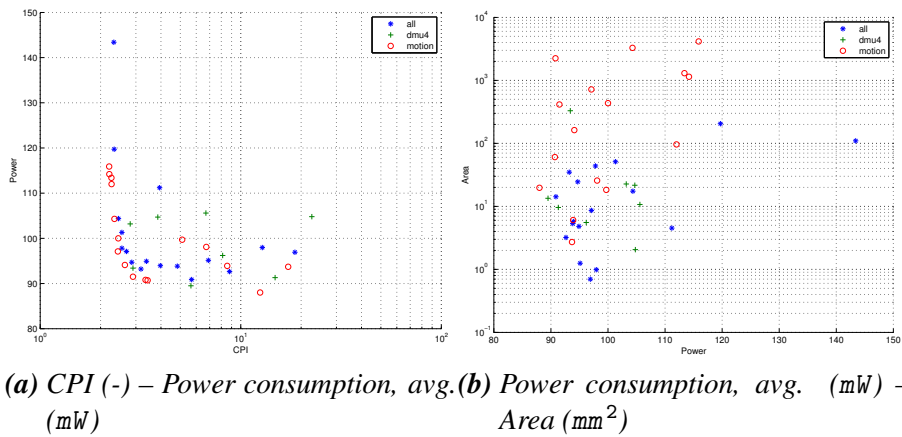 150
140
130
120
110
100
90
80
Power
10^0
10^1
10^2
CPI
all
dmu4
motion
10^4
10^3
10^2
10^1
10^0
10^-1
Area
80
90
100
110
120
130
140
150
Power
all
dmu4
motion
(a) CPI (-) – Power consumption, avg.
(mW)
(b) Power consumption, avg. (mW) –
Area (mm²)